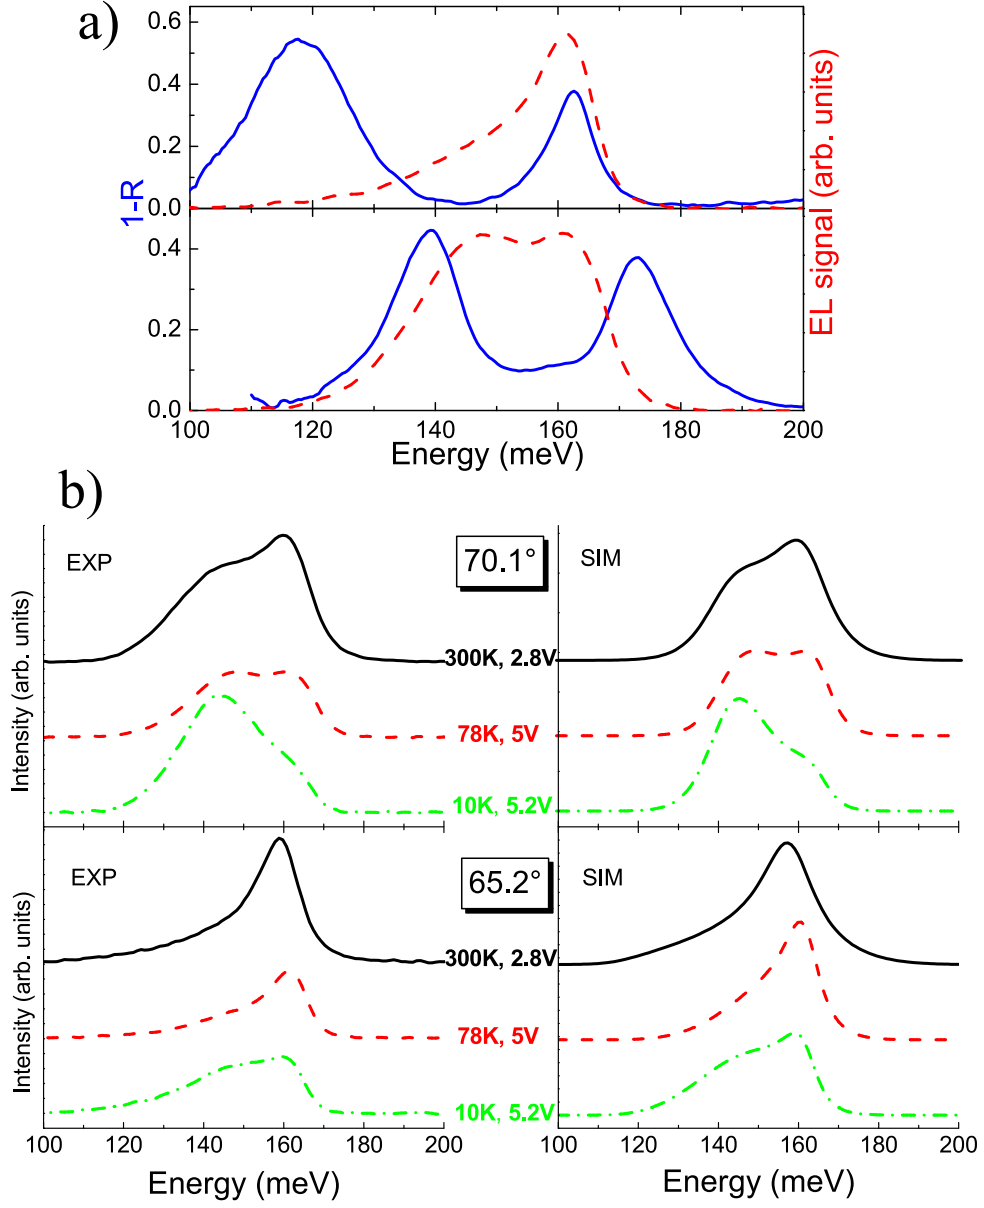 a)
0.6
0.4
0.2
0.0
1-R
EL signal (arb. units)
0.4
0.2
0.0
100 120 140 160 180 200
Energy (meV)
b)
EXP
70.1°
SIM
Intensity (arb. units)
300K, 2.8V
78K, 5V
10K, 5.2V
EXP
65.2°
SIM
Intensity (arb. units)
300K, 2.8V
78K, 5V
10K, 5.2V
100 120 140 160 180 200
100 120 140 160 180 200
Energy (meV)
Energy (meV)